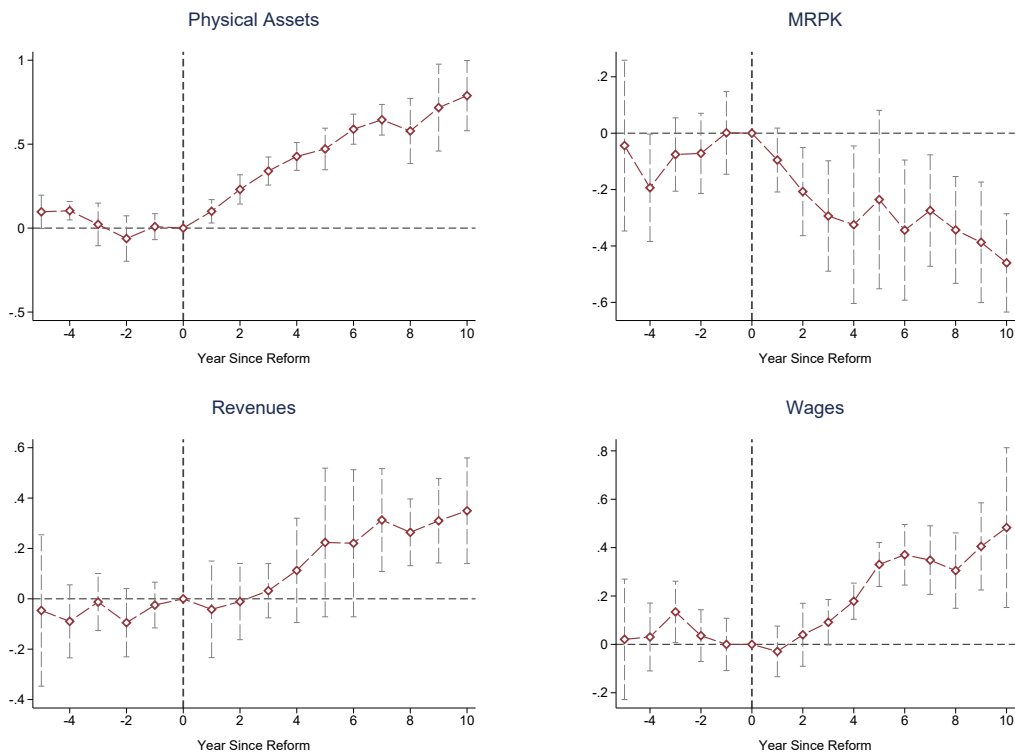 Physical Assets
1
.5
0
-.5
-4 -2 0 2 4 6 8 10
Year Since Reform
MRPK
.2
0
-.2
-.4
-.6
-4 -2 0 2 4 6 8 10
Year Since Reform
Revenues
.6
.4
.2
0
-.2
-.4
-4 -2 0 2 4 6 8 10
Year Since Reform
Wages
.8
.6
.4
.2
0
-.2
-4 -2 0 2 4 6 8 10
Year Since Reform